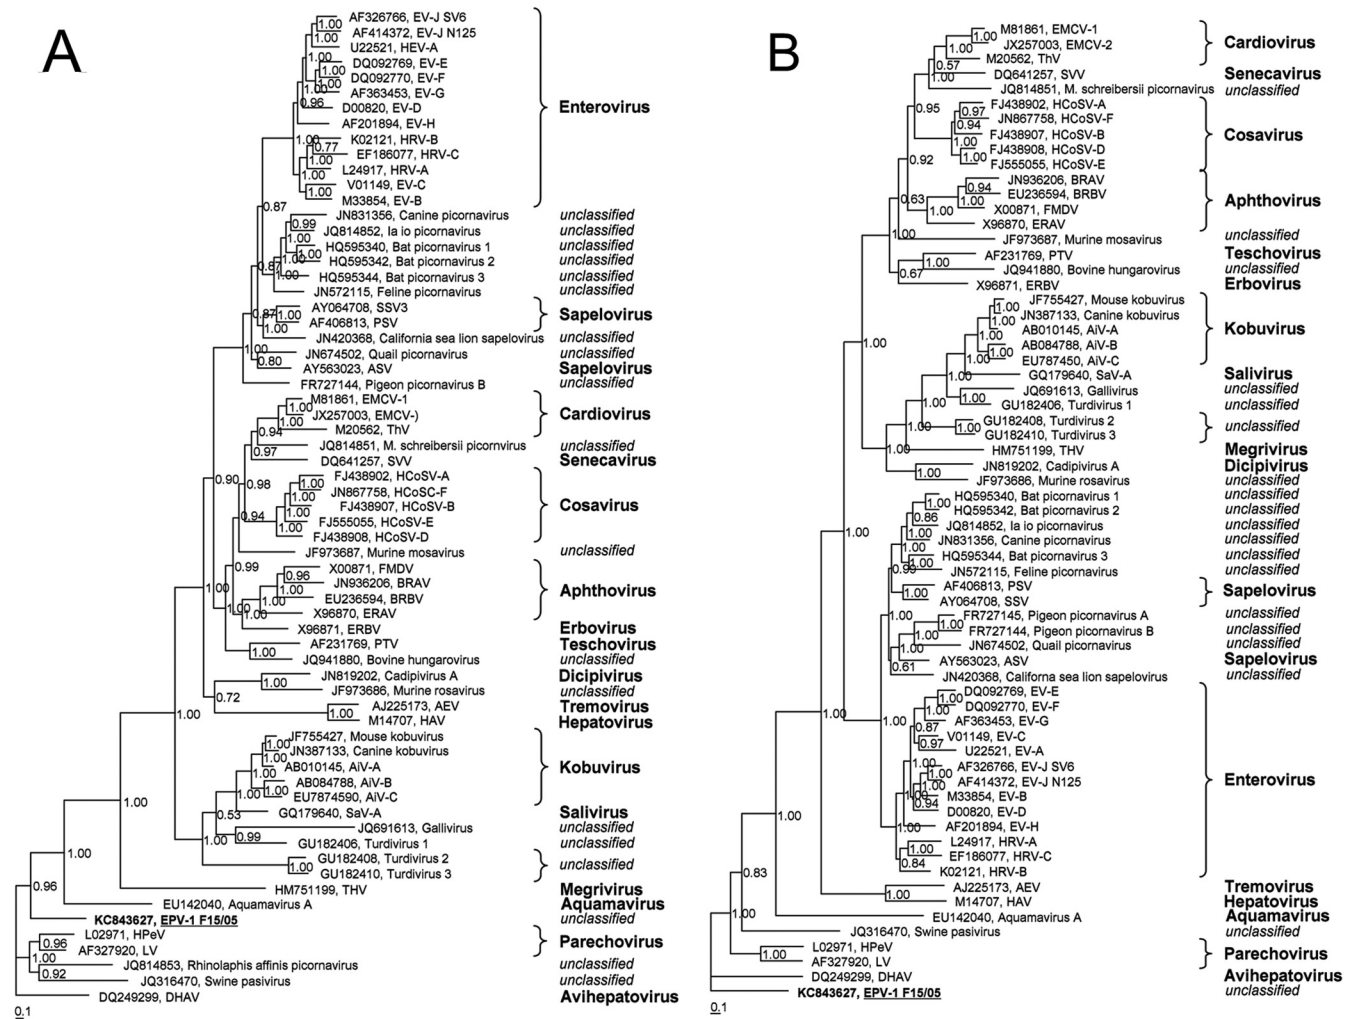 A
AF326766, EV-J SV6
AF414372, EV-J N125
U22521, HEV-A
DQ092769, EV-E
DQ092770, EV-F
AF363453, EV-G
D00820, EV-D
AF201894, EV-H
K02121, HRV-B
EF186077, HRV-C
L24917, HRV-A
V01149, EV-C
M33854, EV-B
Enterovirus
JN831356, Canine picornavirus unclassified
JQ814852, Ia io picornavirus unclassified
HQ595340, Bat picornavirus 1 unclassified
HQ595342, Bat picornavirus 2 unclassified
HQ595344, Bat picornavirus 3 unclassified
JN572115, Feline picornavirus unclassified
AY064708, SSV3
AF406813, PSV
Sapelovirus
JN420368, California sea lion sapelovirus unclassified
JN674502, Quail picornavirus unclassified
AY563023, ASV Sapelovirus
FR727144, Pigeon picornavirus B unclassified
M81861, EMCV-1
JX257003, EMCV-)
M20562, ThV
Cardiovirus
JQ814851, M. schreibersii picornvirus unclassified
DQ641257, SVV Senecavirus
FJ438902, HCoSV-A
JN867758, HCoSC-F
FJ438907, HCoSV-B
FJ555055, HCoSV-E
FJ438908, HCoSV-D
Cosavirus
JF973687, Murine mosavirus unclassified
X00871, FMDV
JN936206, BRAV
EU236594, BRBV
X96870, ERAV
Aphthovirus
X96871, ERBV Erbovirus
AF231769, PTV Teschovirus
JQ941880, Bovine hungarovirus unclassified
JN819202, Cadipivirus A Dicipivirus
JF973686, Murine rosavirus unclassified
AJ225173, AEV Tremovirus
M14707, HAV Hepatovirus
JF755427, Mouse kobuvirus
JN387133, Canine kobuvirus
AB010145, AiV-A
AB084788, AiV-B
EU7874590, AiV-C
Kobuvirus
GQ179640, SaV-A Salivirus
JQ691613, Gallivirus unclassified
GU182406, Turdivirus 1 unclassified
GU182408, Turdivirus 2
GU182410, Turdivirus 3
unclassified
HM751199, THV Megrivirus
EU142040, Aquamavirus A Aquamavirus
KC843627, EPV-1 F15/05 unclassified
L02971, HPeV
AF327920, LV
Parechovirus
JQ814853, Rhinolaphis affinis picornavirus unclassified
JQ316470, Swine pasivirus unclassified
DQ249299, DHAV Avihepatovirus
1.00
1.00
1.00
1.00
1.00
1.00
0.96
1.00
0.77
1.00
1.00
1.00
0.87
0.99
1.00
1.00
0.87
1.00
0.87
1.00
1.00
1.00
0.80
1.00
1.00
0.94
0.97
0.90
0.98
1.00
1.00
1.00
1.00
0.94
0.99
0.96
1.00
1.00
1.00
1.00
1.00
1.00
1.00
0.72
1.00
1.00
1.00
1.00
1.00
1.00
1.00
0.53
0.99
1.00
1.00
1.00
1.00
0.96
0.96
1.00
0.92
0.1
B
M81861, EMCV-1
JX257003, EMCV-2
M20562, ThV
Cardiovirus
DQ641257, SVV Senecavirus
JQ814851, M. schreibersii picornavirus unclassified
FJ438902, HCoSV-A
JN867758, HCoSV-F
FJ438907, HCoSV-B
FJ438908, HCoSV-D
FJ555055, HCoSV-E
Cosavirus
JN936206, BRAV
EU236594, BRBV
X00871, FMDV
X96870, ERAV
Aphthovirus
JF973687, Murine mosavirus unclassified
AF231769, PTV Teschovirus
JQ941880, Bovine hungarovirus unclassified
X96871, ERBV Erbovirus
JF755427, Mouse kobuvirus
JN387133, Canine kobuvirus
AB010145, AiV-A
AB084788, AiV-B
EU787450, AiV-C
Kobuvirus
GQ179640, SaV-A Salivirus
JQ691613, Gallivirus unclassified
GU182406, Turdivirus 1 unclassified
GU182408, Turdivirus 2
GU182410, Turdivirus 3
unclassified
HM751199, THV Megrivirus
JN819202, Cadipivirus A Dicipivirus
JF973686, Murine rosavirus unclassified
HQ595340, Bat picornavirus 1 unclassified
HQ595342, Bat picornavirus 2 unclassified
JQ814852, Ia io picornavirus unclassified
JN831356, Canine picornavirus unclassified
HQ595344, Bat picornavirus 3 unclassified
JN572115, Feline picornavirus unclassified
AF406813, PSV
AY064708, SSV
Sapelovirus
FR727145, Pigeon picornavirus A unclassified
FR727144, Pigeon picornavirus B unclassified
JN674502, Quail picornavirus unclassified
AY563023, ASV Sapelovirus
JN420368, Californa sea lion sapelovirus unclassified
DQ092769, EV-E
DQ092770, EV-F
AF363453, EV-G
V01149, EV-C
U22521, EV-A
AF326766, EV-J SV6
AF414372, EV-J N125
M33854, EV-B
D00820, EV-D
AF201894, EV-H
L24917, HRV-A
EF186077, HRV-C
K02121, HRV-B
Enterovirus
AJ225173, AEV Tremovirus
M14707, HAV Hepatovirus
EU142040, Aquamavirus A Aquamavirus
JQ316470, Swine pasivirus unclassified
L02971, HPeV
AF327920, LV
Parechovirus
DQ249299, DHAV Avihepatovirus
KC843627, EPV-1 F15/05 unclassified
1.00
1.00
0.57
1.00
0.95
0.97
0.94
1.00
1.00
0.92
0.94
1.00
0.63
1.00
1.00
1.00
0.67
1.00
1.00
1.00
1.00
1.00
1.00
1.00
1.00
1.00
1.00
1.00
1.00
1.00
1.00
0.86
1.00
1.00
0.99
1.00
1.00
1.00
1.00
1.00
0.61
1.00
1.00
0.87
0.97
1.00
1.00
1.00
1.00
0.94
1.00
1.00
0.84
1.00
1.00
1.00
0.83
1.00
1.00
0.1